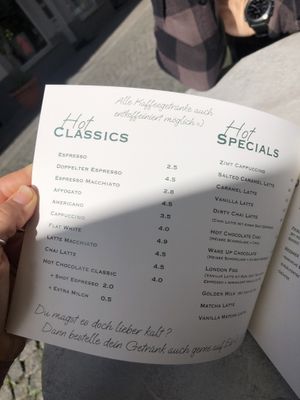 Alle Kaffeegetränke auch
entkoffeiniert möglich :)
Hot
CLASSICS
ESPRESSO
DOPPELTER ESPRESSO 2.5
ESPRESSO MACCHIATO 4.5
AFFOGATO 2.8
AMERICANO 4.5
CAPPUCCINO 3.5
FLAT WHITE 4.0
LATTE MACCHIATO 4.9
CHAI LATTE 4.5
HOT CHOCOLATE CLASSIC 4.5
+ SHOT ESPRESSO 2.0 4.0
+ EXTRA MILCH 0.5
Du magst es doch lieber kalt?
Dann bestelle dein Getränk auch gerne auf Eis!
Hot
SPECIALS
ZIMT CAPPUCCINO
SALTED CARAMEL LATTE
CARAMEL LATTE
VANILLA LATTE
DIRTY CHAI LATTE
HOT CHOCOLATE CHAI
WAKE UP CHOCOLATE
LONDON FOG
GOLDEN MILK
MATCHA LATTE
VANILLA MATCHA LATTE